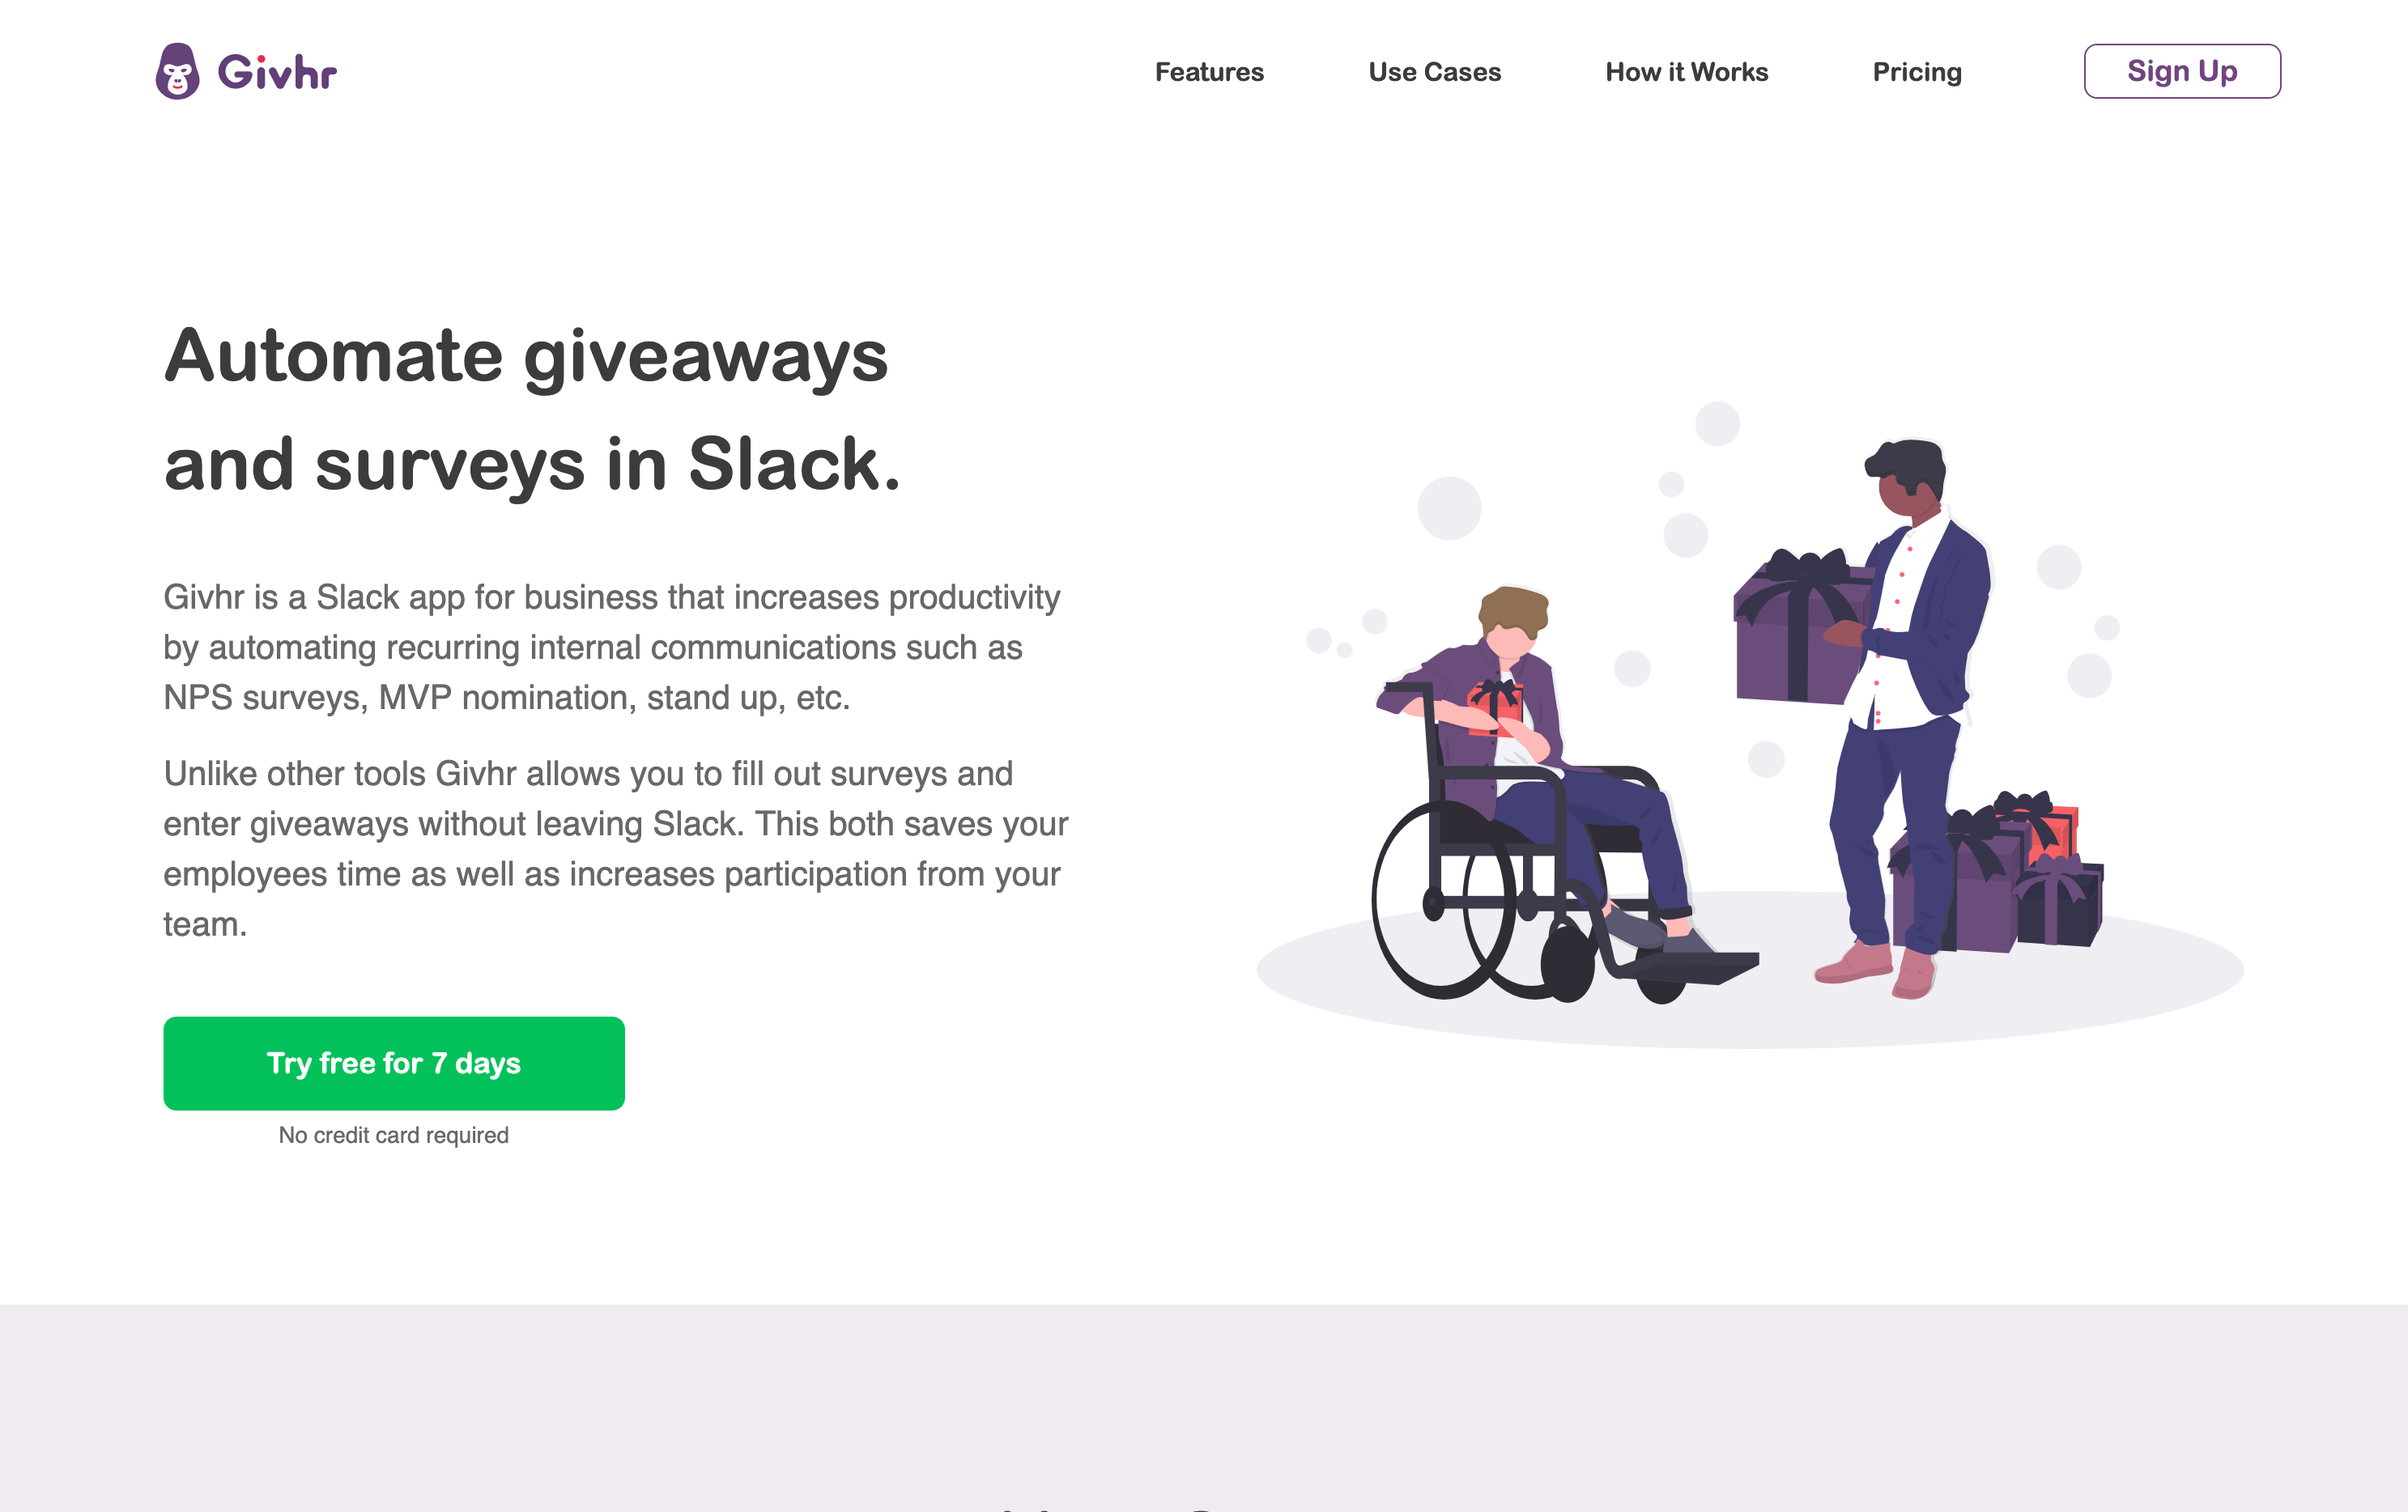 Givhr
Features
Use Cases
How it Works
Pricing
Sign Up
Automate giveaways
and surveys in Slack.
Givhr is a Slack app for business that increases productivity
by automating recurring internal communications such as
NPS surveys, MVP nomination, stand up, etc.
Unlike other tools Givhr allows you to fill out surveys and
enter giveaways without leaving Slack. This both saves your
employees time as well as increases participation from your
team.
Try free for 7 days
No credit card required